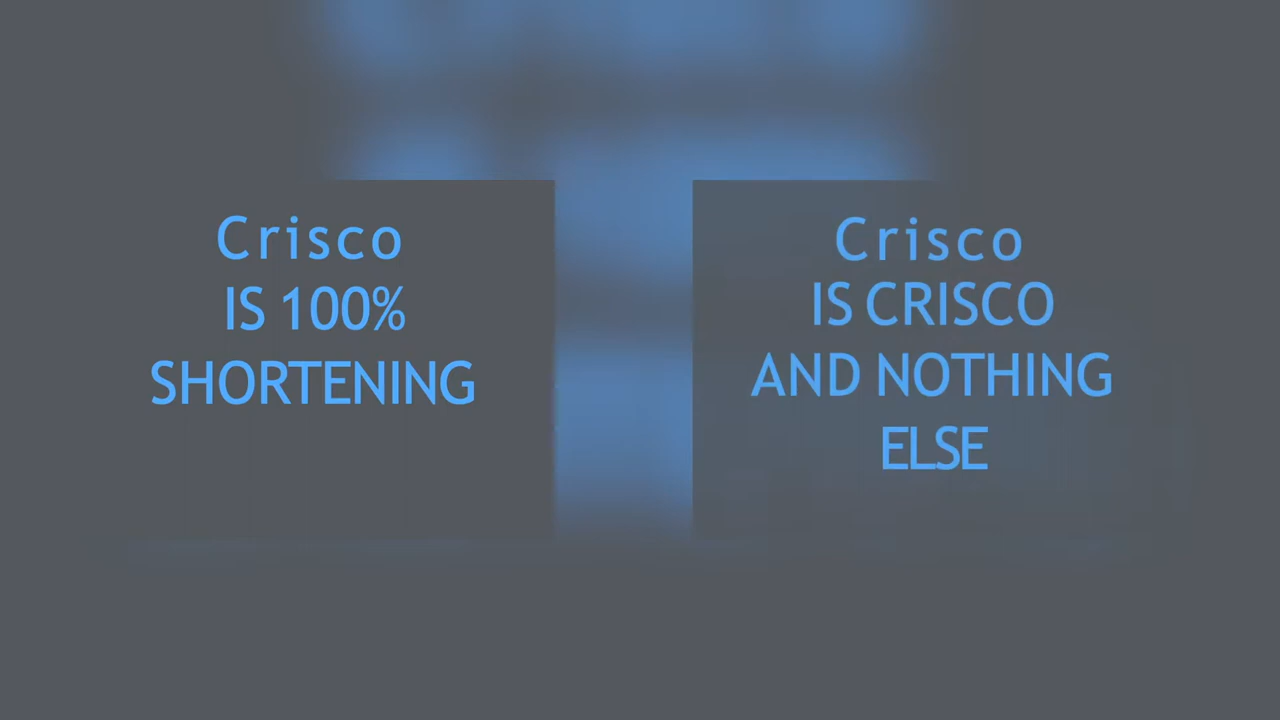 Crisco
IS 100%
SHORTENING
Crisco
IS CRISCO
AND NOTHING
ELSE